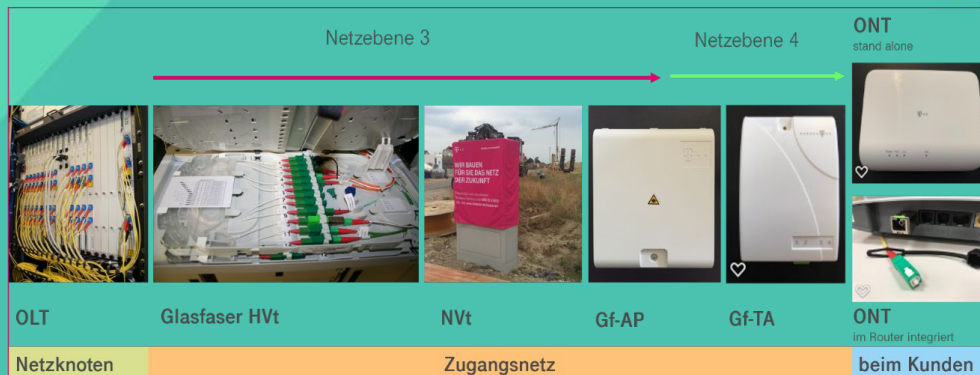 Netzebene 3
Netzebene 4
ONT
stand alone
WIR BAUEN
FÜR SIE DAS NETZ
DER ZUKUNFT
OLT
Glasfaser HVt
NVt
Gf-AP
Gf-TA
ONT
im Router integriert
Netzknoten
Zugangsnetz
beim Kunden